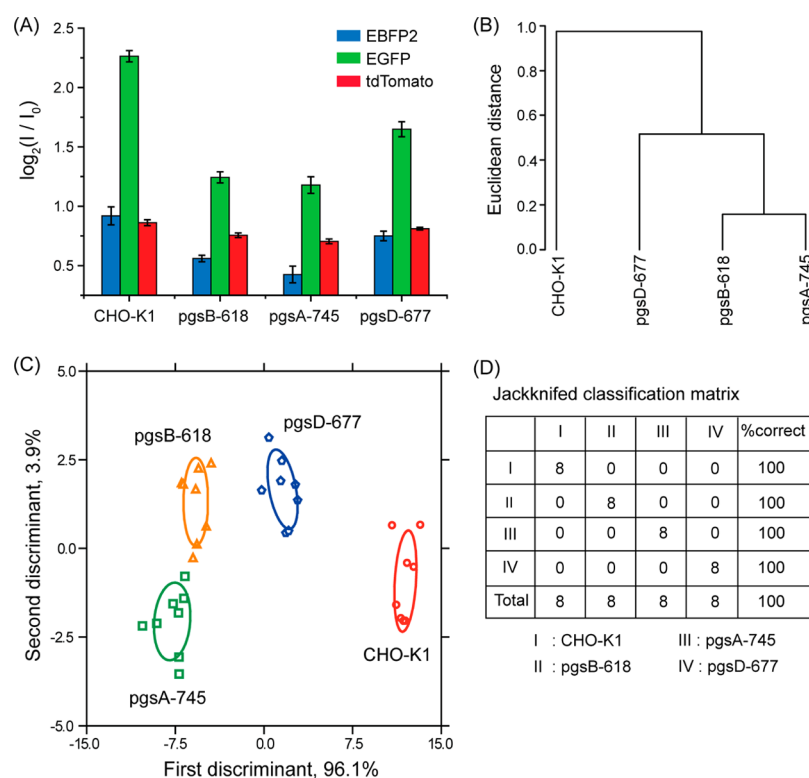 (A)
2.5
2.0
1.5
1.0
0.5
log2(I / I0)
EBFP2
EGFP
tdTomato
CHO-K1 pgsB-618 pgsA-745 pgsD-677
(B)
1.0
0.8
0.6
0.4
0.2
0.0
Euclidean distance
CHO-K1
pgsD-677
pgsB-618
pgsA-745
(C)
5.0
2.5
0.0
-2.5
-5.0
Second discriminant, 3.9%
pgsB-618
pgsD-677
pgsA-745
CHO-K1
-15.0 -7.5 0.0 7.5 15.0
First discriminant, 96.1%
(D)
Jackknifed classification matrix
I II III IV %correct
I 8 0 0 0 100
II 0 8 0 0 100
III 0 0 8 0 100
IV 0 0 0 8 100
Total 8 8 8 8 100
I : CHO-K1 III : pgsA-745
II : pgsB-618 IV : pgsD-677